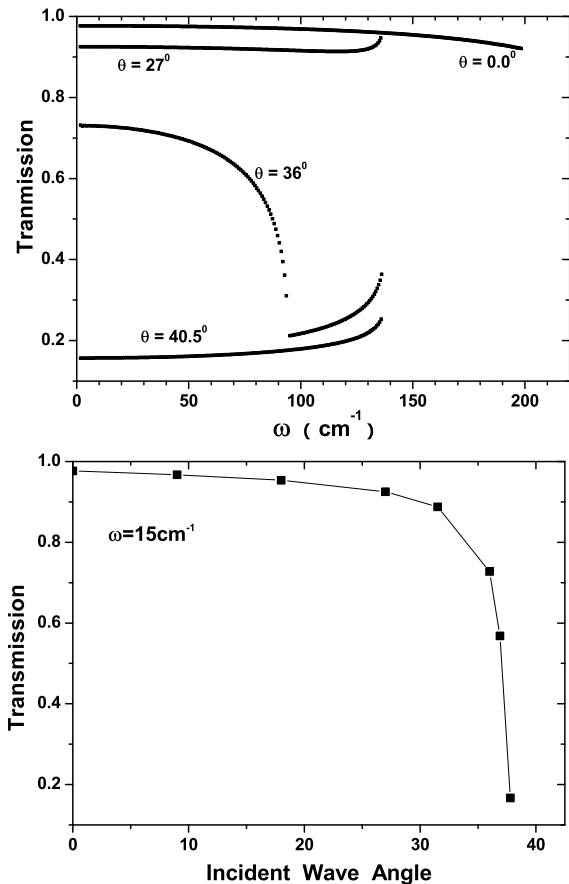 1.0
0.8
0.6
0.4
0.2
Tranmission
θ = 27⁰
θ = 0.0⁰
θ = 36⁰
θ = 40.5⁰
0 50 100 150 200
ω ( cm⁻¹ )
1.0
0.8
0.6
0.4
0.2
Transmission
ω=15cm⁻¹
0 10 20 30 40
Incident Wave Angle